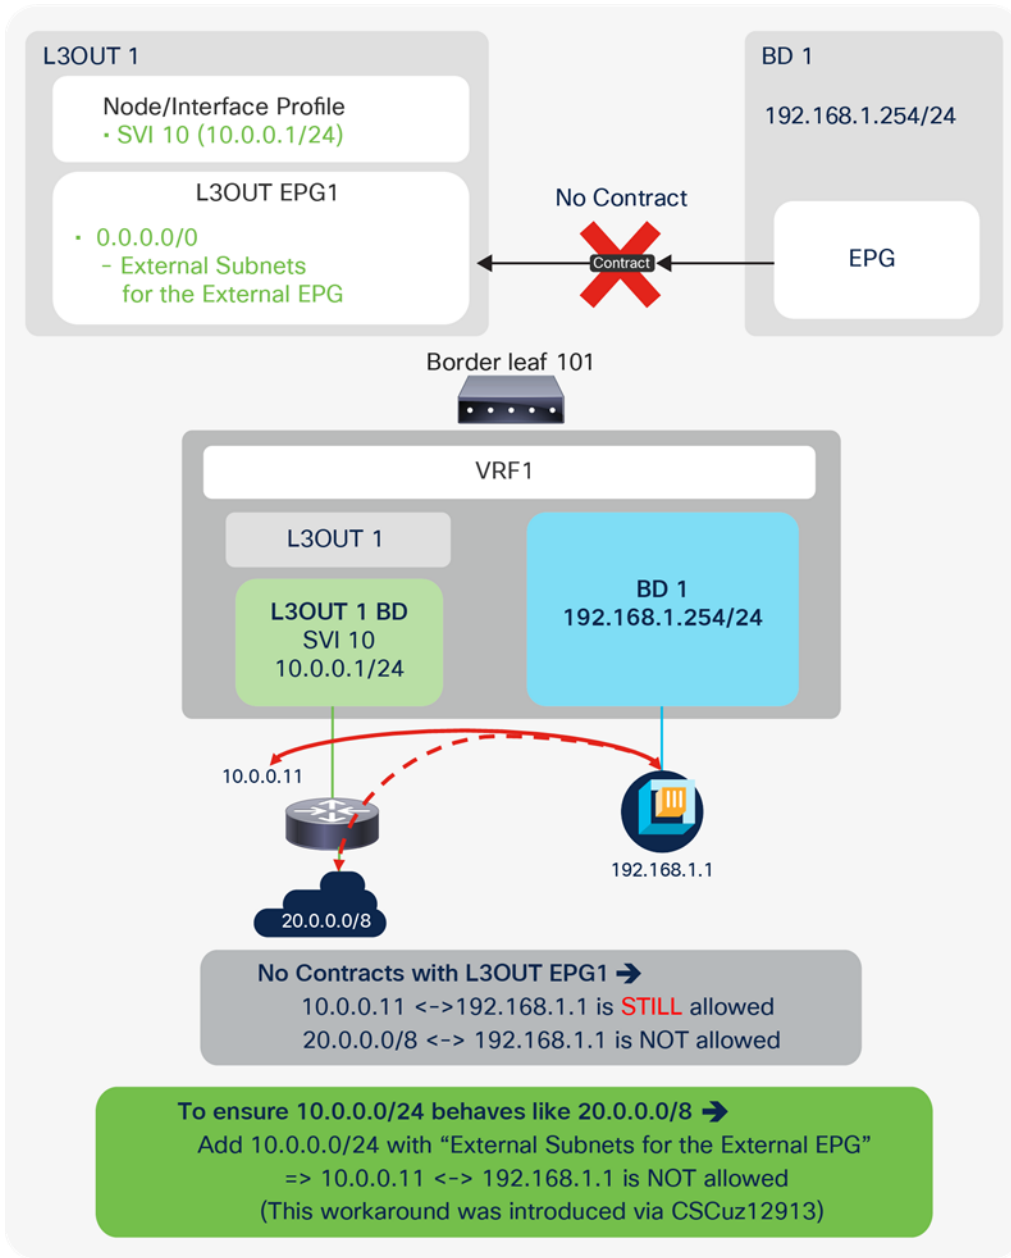 L3OUT 1
Node/Interface Profile
• SVI 10 (10.0.0.1/24)
L3OUT EPG1
• 0.0.0.0/0
– External Subnets
for the External EPG
No Contract
Contract
BD 1
192.168.1.254/24
EPG
Border leaf 101
VRF1
L3OUT 1
L3OUT 1 BD
SVI 10
10.0.0.1/24
BD 1
192.168.1.254/24
10.0.0.11
192.168.1.1
20.0.0.0/8
No Contracts with L3OUT EPG1 ➔
10.0.0.11 <->192.168.1.1 is STILL allowed
20.0.0.0/8 <-> 192.168.1.1 is NOT allowed
To ensure 10.0.0.0/24 behaves like 20.0.0.0/8 ➔
Add 10.0.0.0/24 with “External Subnets for the External EPG”
=> 10.0.0.11 <-> 192.168.1.1 is NOT allowed
(This workaround was introduced via CSCuz12913)